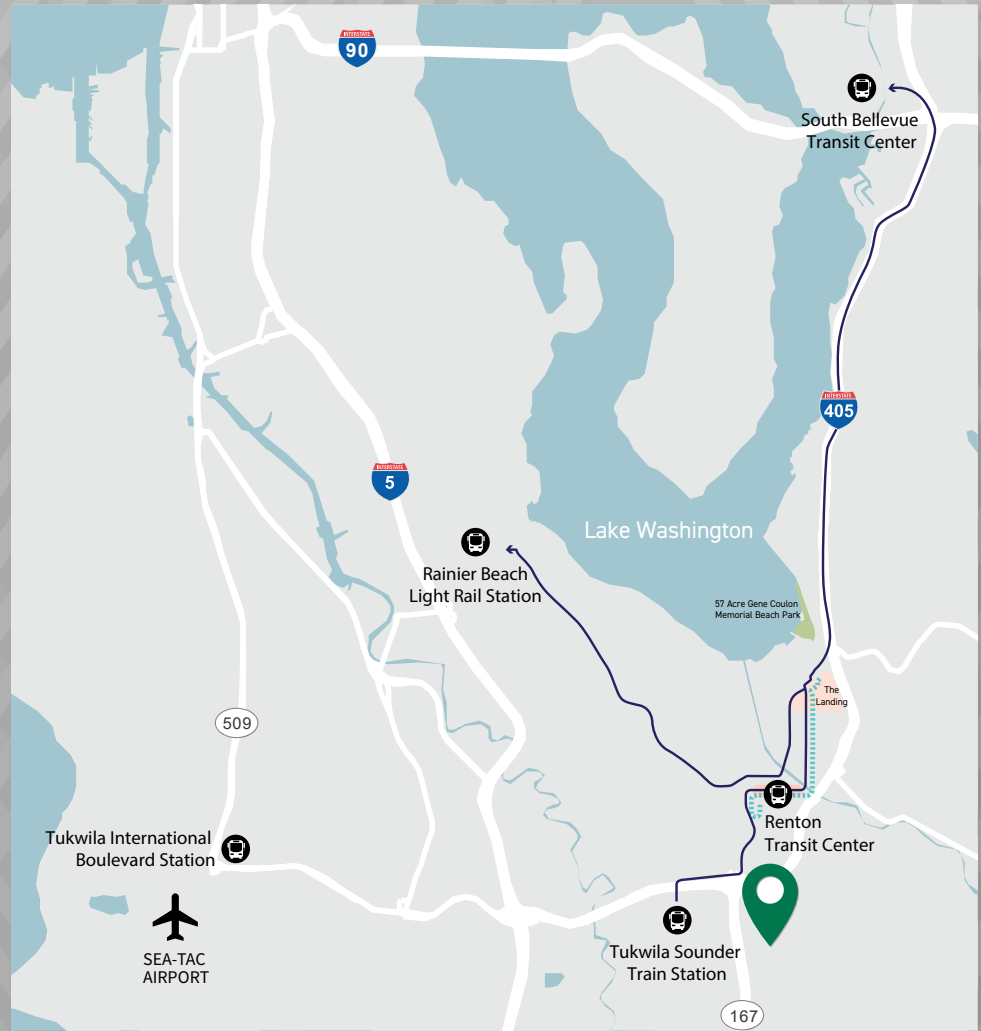 INTERSTATE
90
South Bellevue
Transit Center
INTERSTATE
405
INTERSTATE
5
Lake Washington
Rainier Beach
Light Rail Station
57 Acre Gene Coulon
Memorial Beach Park
The
Landing
509
Renton
Transit Center
Tukwila International
Boulevard Station
SEA-TAC
AIRPORT
Tukwila Sounder
Train Station
167